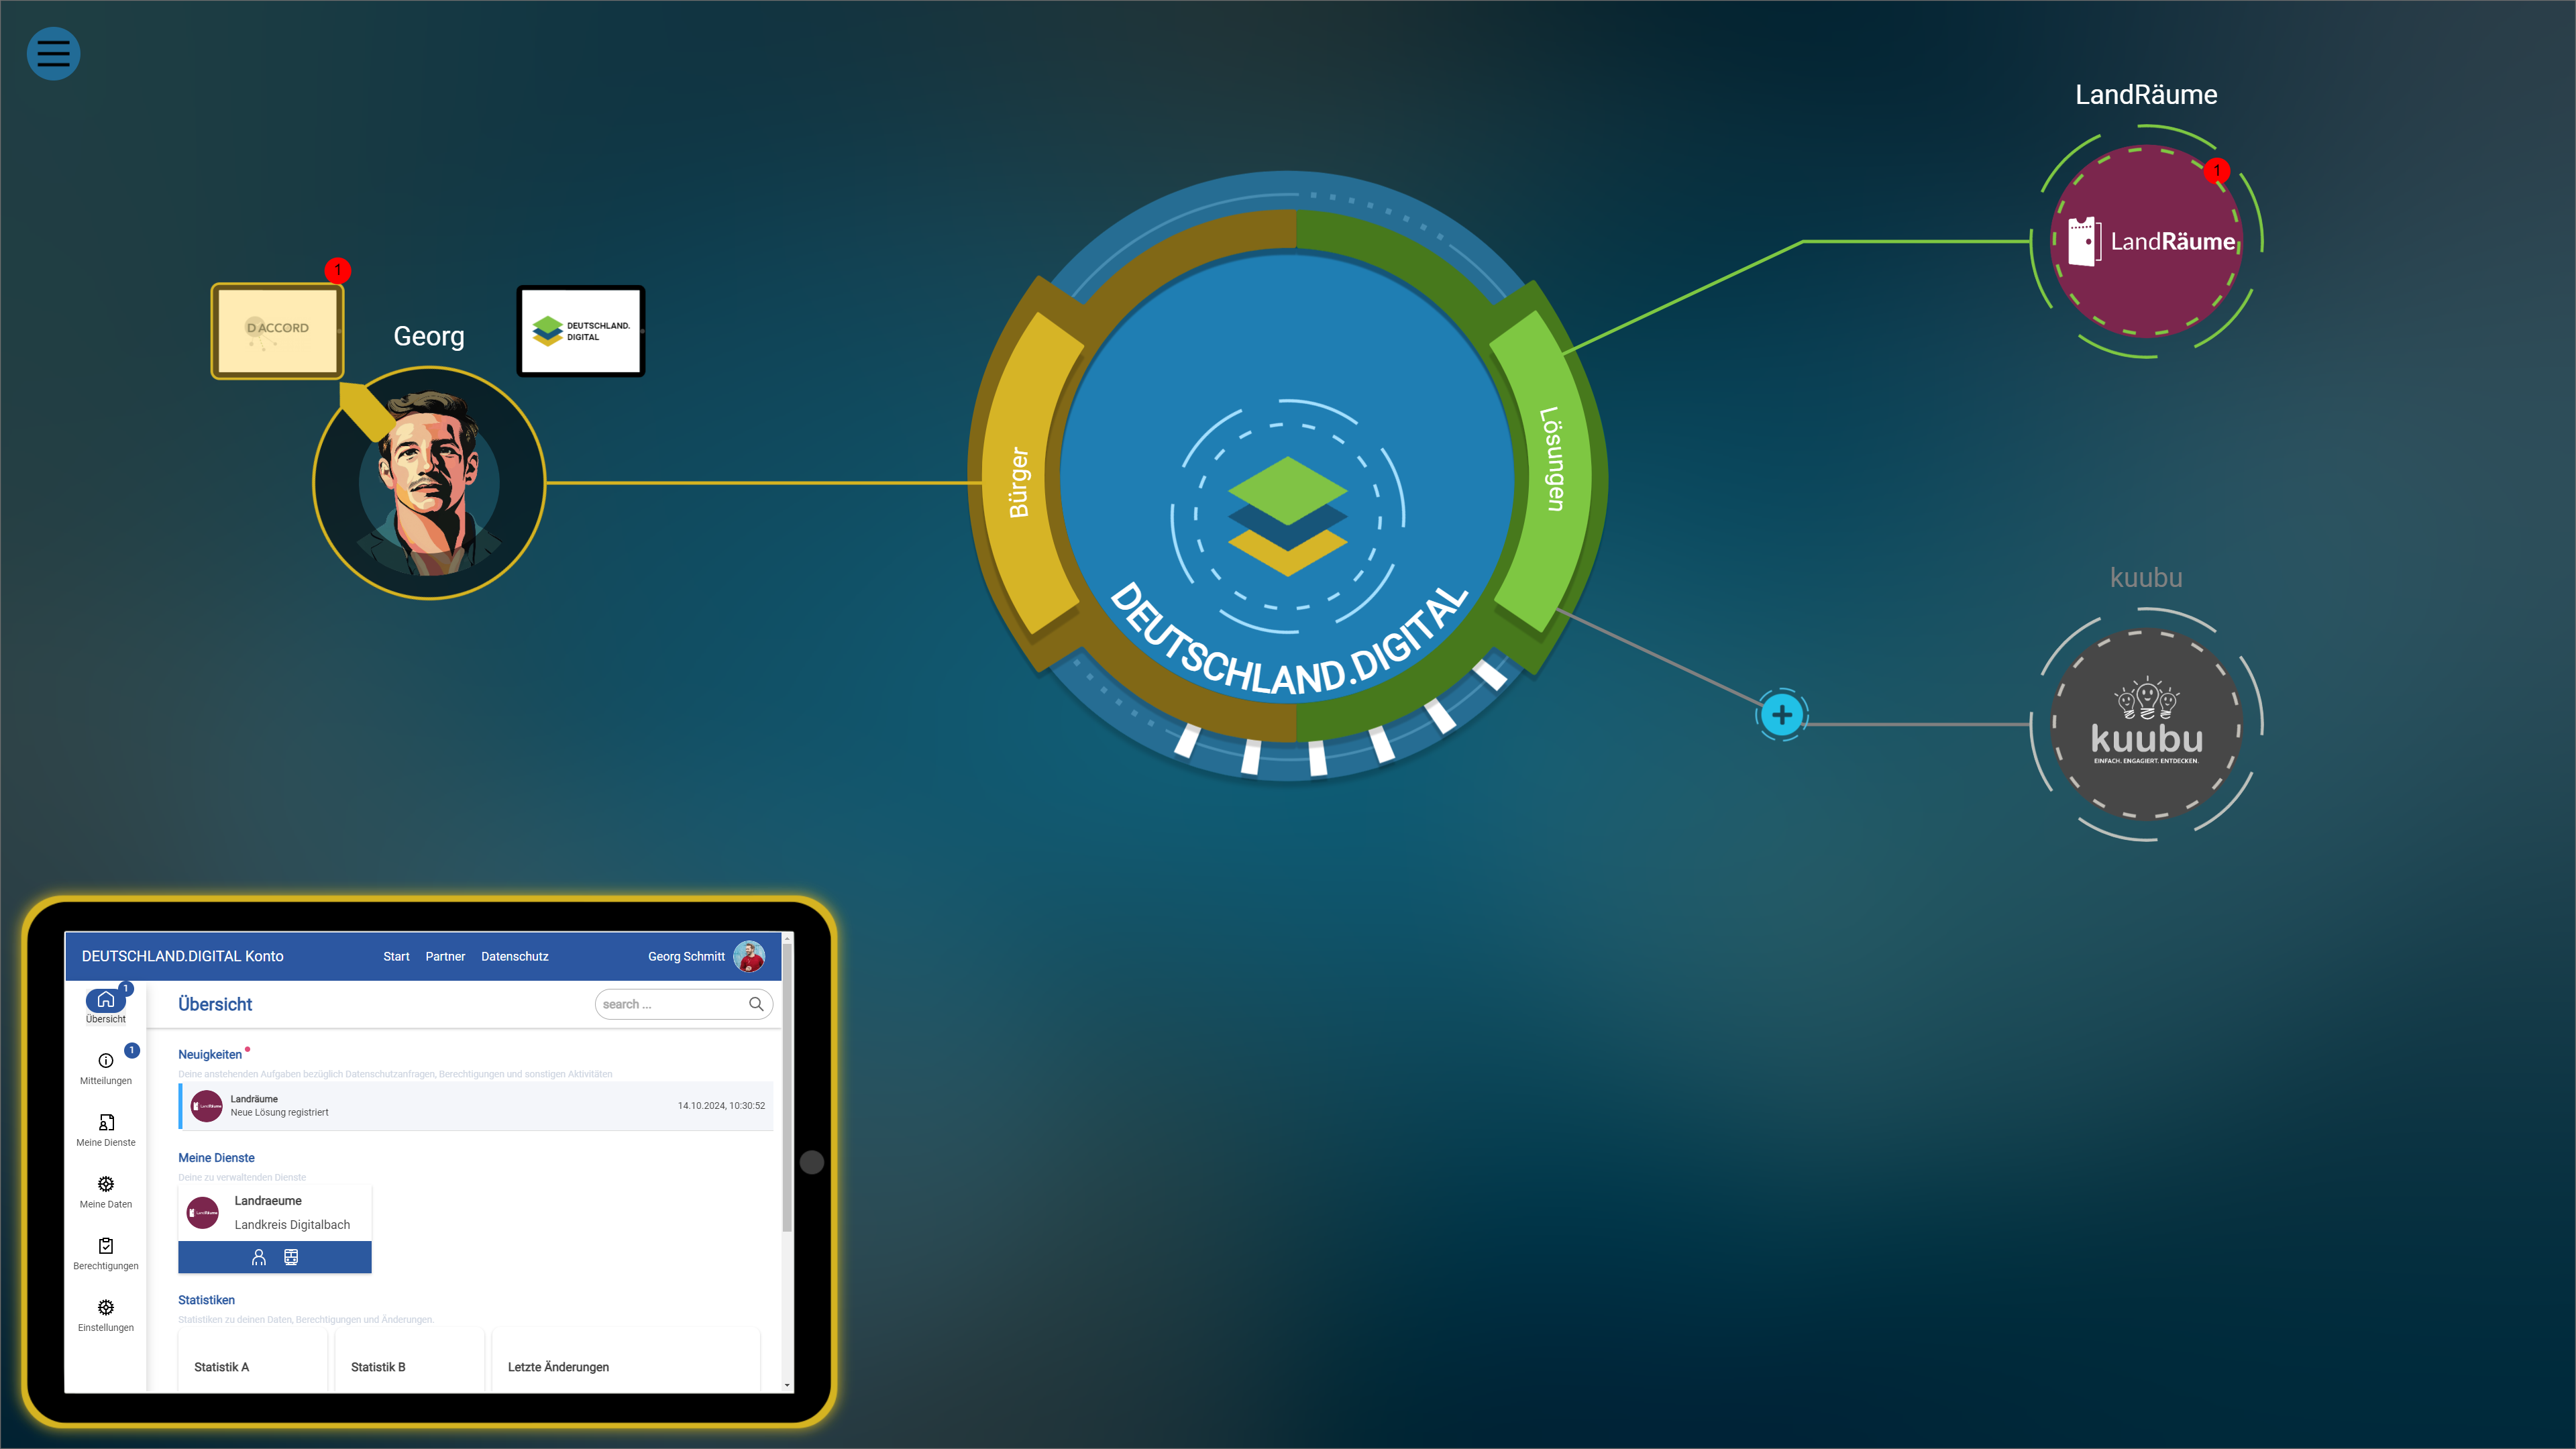 LandRäume
1
LandRäume
1
D ACCORD
Georg
DEUTSCHLAND.
DIGITAL
Bürger
Lösungen
DEUTSCHLAND.DIGITAL
kuubu
kuubu
EINFACH. ENGAGIERT. ENTDECKEN.
DEUTSCHLAND.DIGITAL Konto
Start
Partner
Datenschutz
Georg Schmitt
1
Übersicht
Übersicht
search ...
1
Mitteilungen
Neuigkeiten
Deine anstehenden Aufgaben bezüglich Datenschutzanfragen, Berechtigungen und sonstigen Aktivitäten
LandRäume
Landräume
Neue Lösung registriert
14.10.2024, 10:30:52
Meine Dienste
Meine Dienste
Deine zu verwaltenden Dienste
LandRäume
Landraeume
Landkreis Digitalbach
Meine Daten
Berechtigungen
Einstellungen
Statistiken
Statistiken zu deinen Daten, Berechtigungen und Änderungen.
Statistik A
Statistik B
Letzte Änderungen